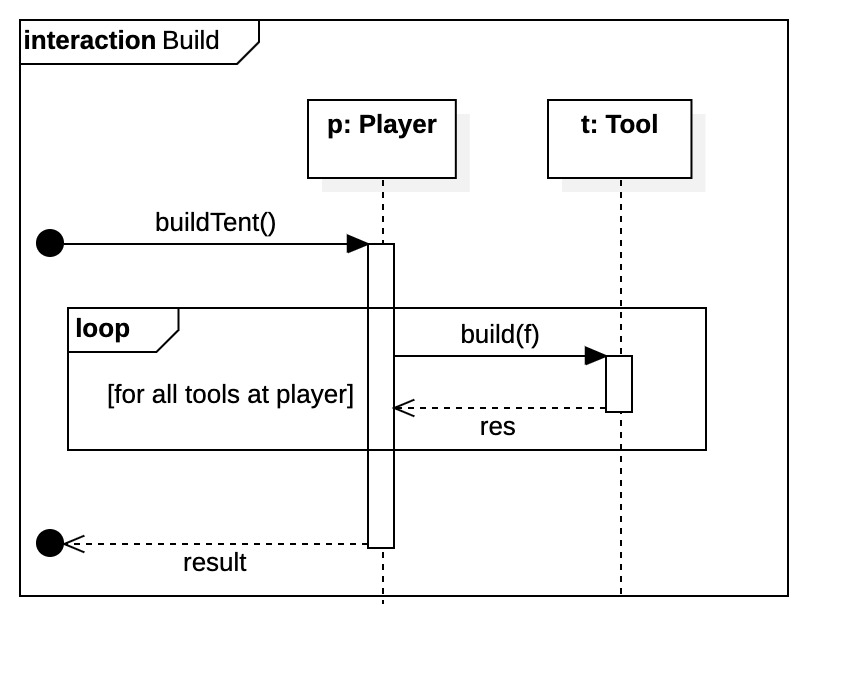 interaction Build
p: Player
t: Tool
buildTent()
loop
build(f)
[for all tools at player]
res
result